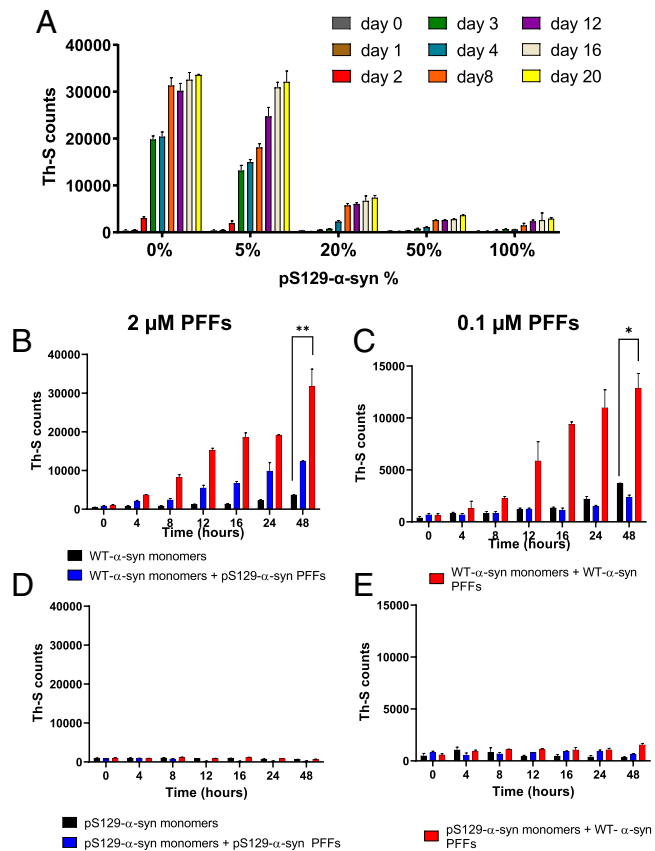 A
day 0
day 3
day 12
day 1
day 4
day 16
day 2
day8
day 20
Th-S counts
40000
30000
20000
10000
0
0%
5%
20%
50%
100%
pS129-α-syn %
2 µM PFFs
0.1 µM PFFs
B
**
Th-S counts
40000
30000
20000
10000
0
0
4
8
12
16
24
48
Time (hours)
WT-α-syn monomers
WT-α-syn monomers + pS129-α-syn PFFs
C
*
Th-S counts
15000
10000
5000
0
0
4
8
12
16
24
48
Time (hours)
WT-α-syn monomers + WT-α-syn
PFFs
D
Th-S counts
40000
30000
20000
10000
0
0
4
8
12
16
24
48
Time (hours)
pS129-α-syn monomers
pS129-α-syn monomers + pS129-α-syn PFFs
E
Th-S counts
15000
10000
5000
0
0
4
8
12
16
24
48
Time (hours)
pS129-α-syn monomers + WT- α-syn
PFFs